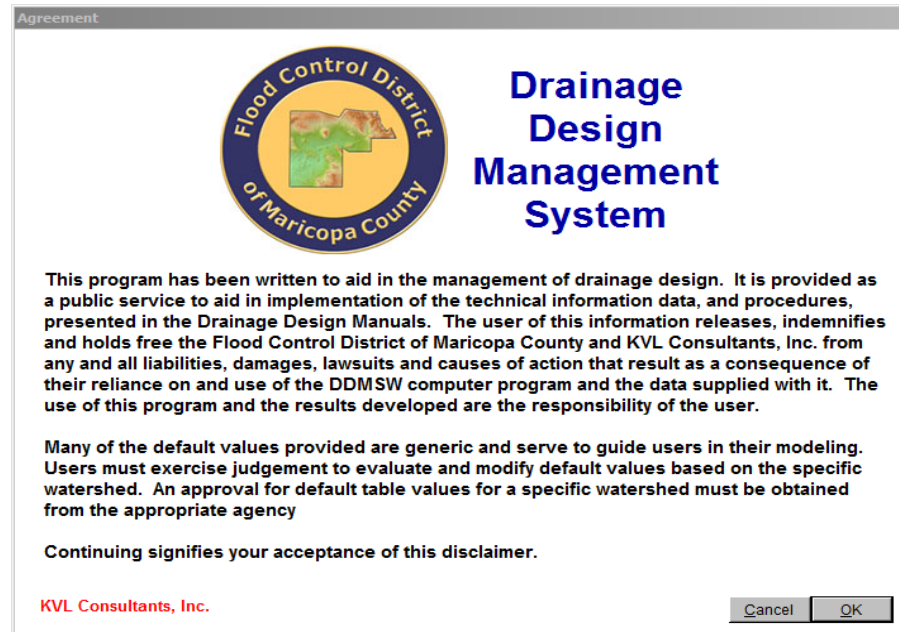 Agreement
Flood Control District
of Maricopa County
Drainage
Design
Management
System
This program has been written to aid in the management of drainage design.  It is provided as
a public service to aid in implementation of the technical information data, and procedures,
presented in the Drainage Design Manuals.  The user of this information releases, indemnifies
and holds free the Flood Control District of Maricopa County and KVL Consultants, Inc. from
any and all liabilities, damages, lawsuits and causes of action that result as a consequence of
their reliance on and use of the DDMSW computer program and the data supplied with it.  The
use of this program and the results developed are the responsibility of the user.
Many of the default values provided are generic and serve to guide users in their modeling.
Users must exercise judgement to evaluate and modify default values based on the specific
watershed.  An approval for default table values for a specific watershed must be obtained
from the appropriate agency
Continuing signifies your acceptance of this disclaimer.
KVL Consultants, Inc.
Cancel OK